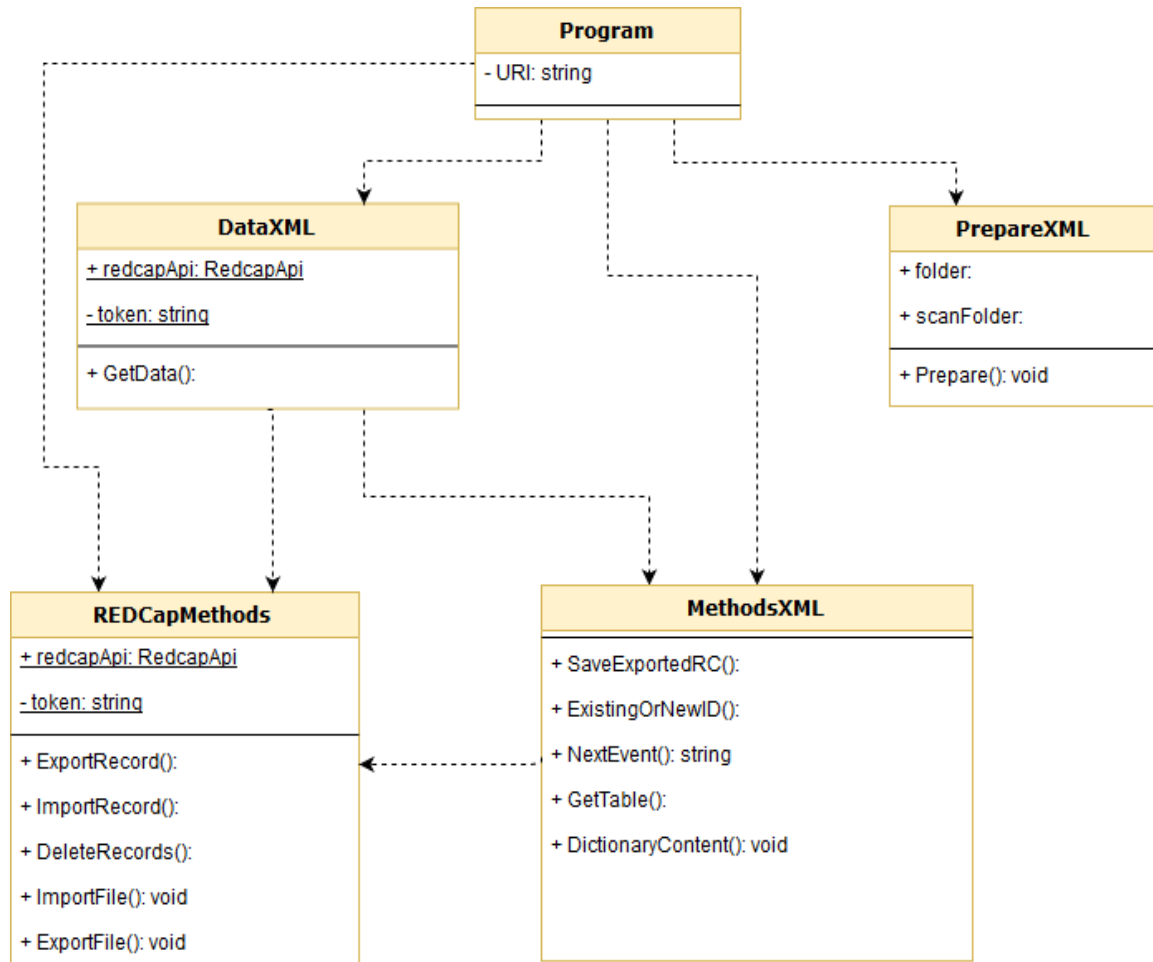 Program
- URI: string
DataXML
+ redcapApi: RedcapApi
- token: string
+ GetData():
PrepareXML
+ folder:
+ scanFolder:
+ Prepare(): void
REDCapMethods
+ redcapApi: RedcapApi
- token: string
+ ExportRecord():
+ ImportRecord():
+ DeleteRecords():
+ ImportFile(): void
+ ExportFile(): void
MethodsXML
+ SaveExportedRC():
+ ExistingOrNewID():
+ NextEvent(): string
+ GetTable():
+ DictionaryContent(): void